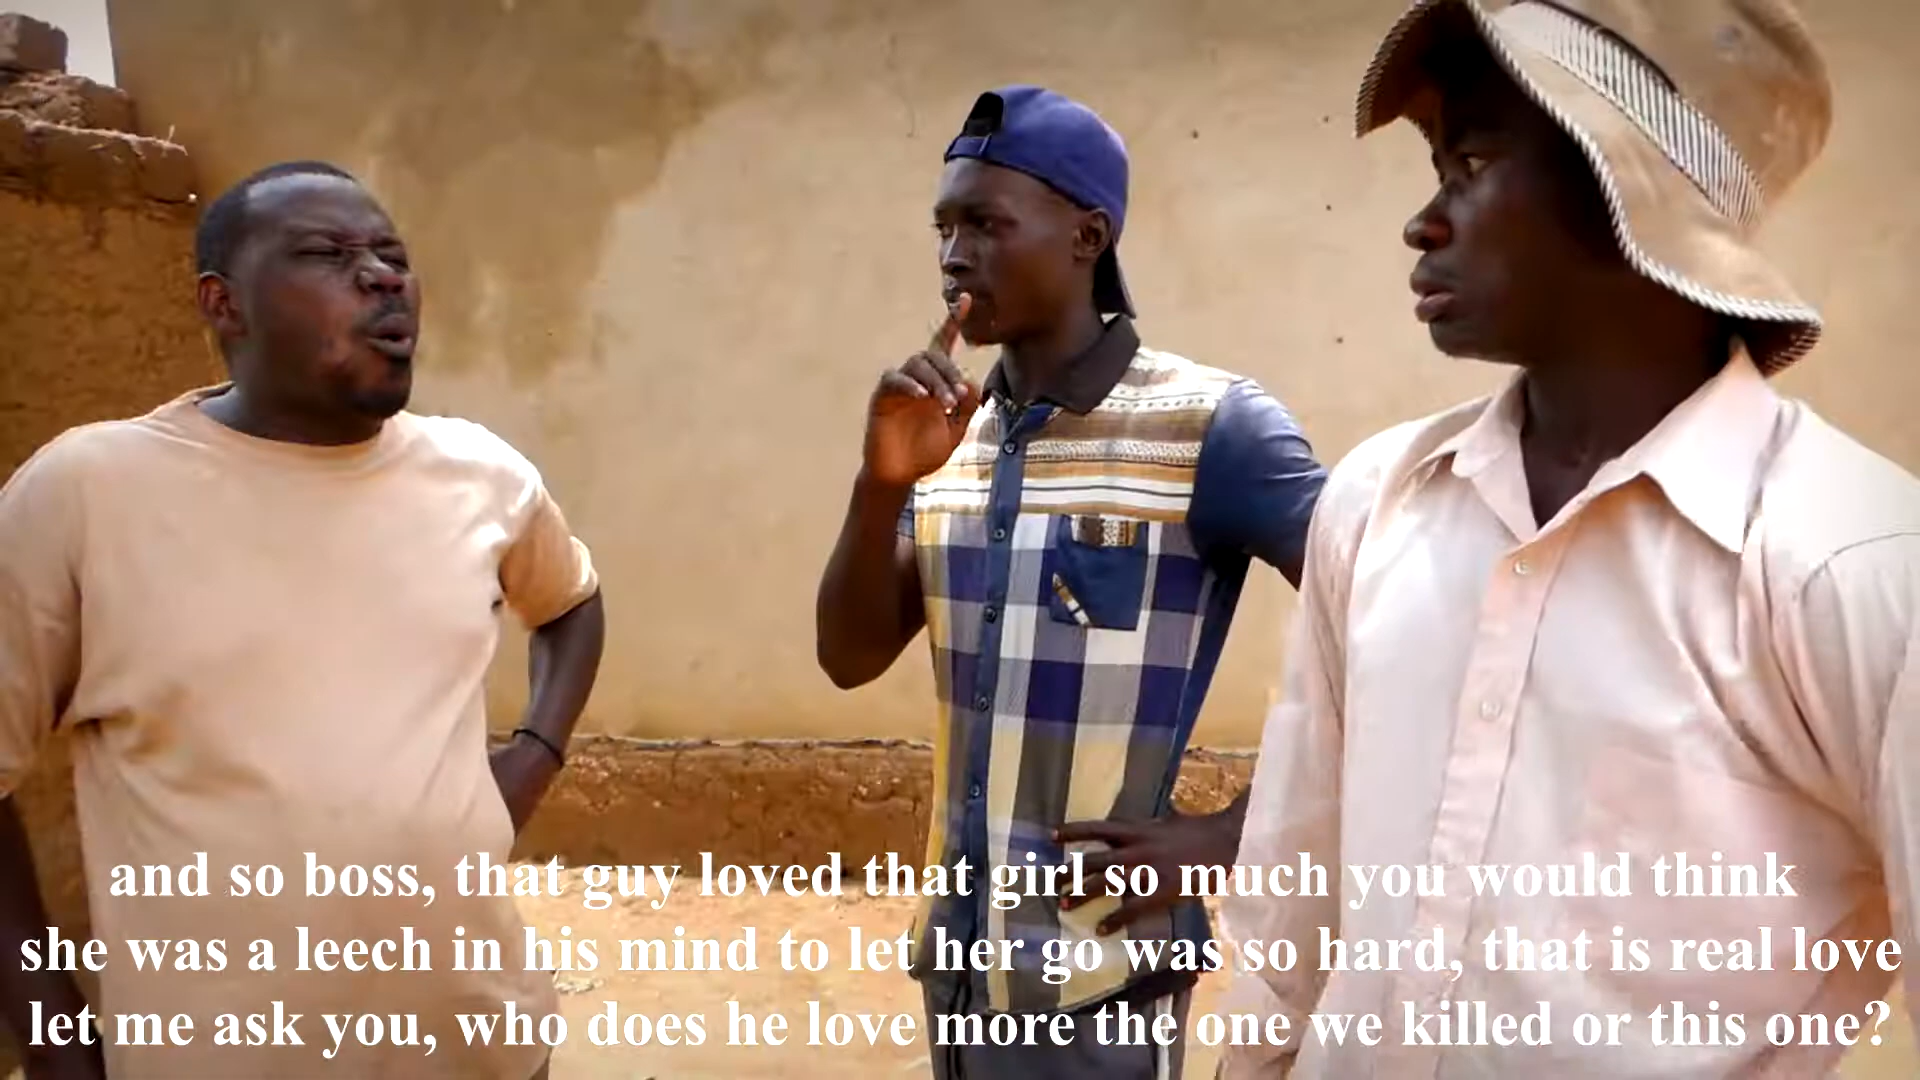 and so boss, that guy loved that girl so much you would think
she was a leech in his mind to let her go was so hard, that is real love
let me ask you, who does he love more the one we killed or this one?